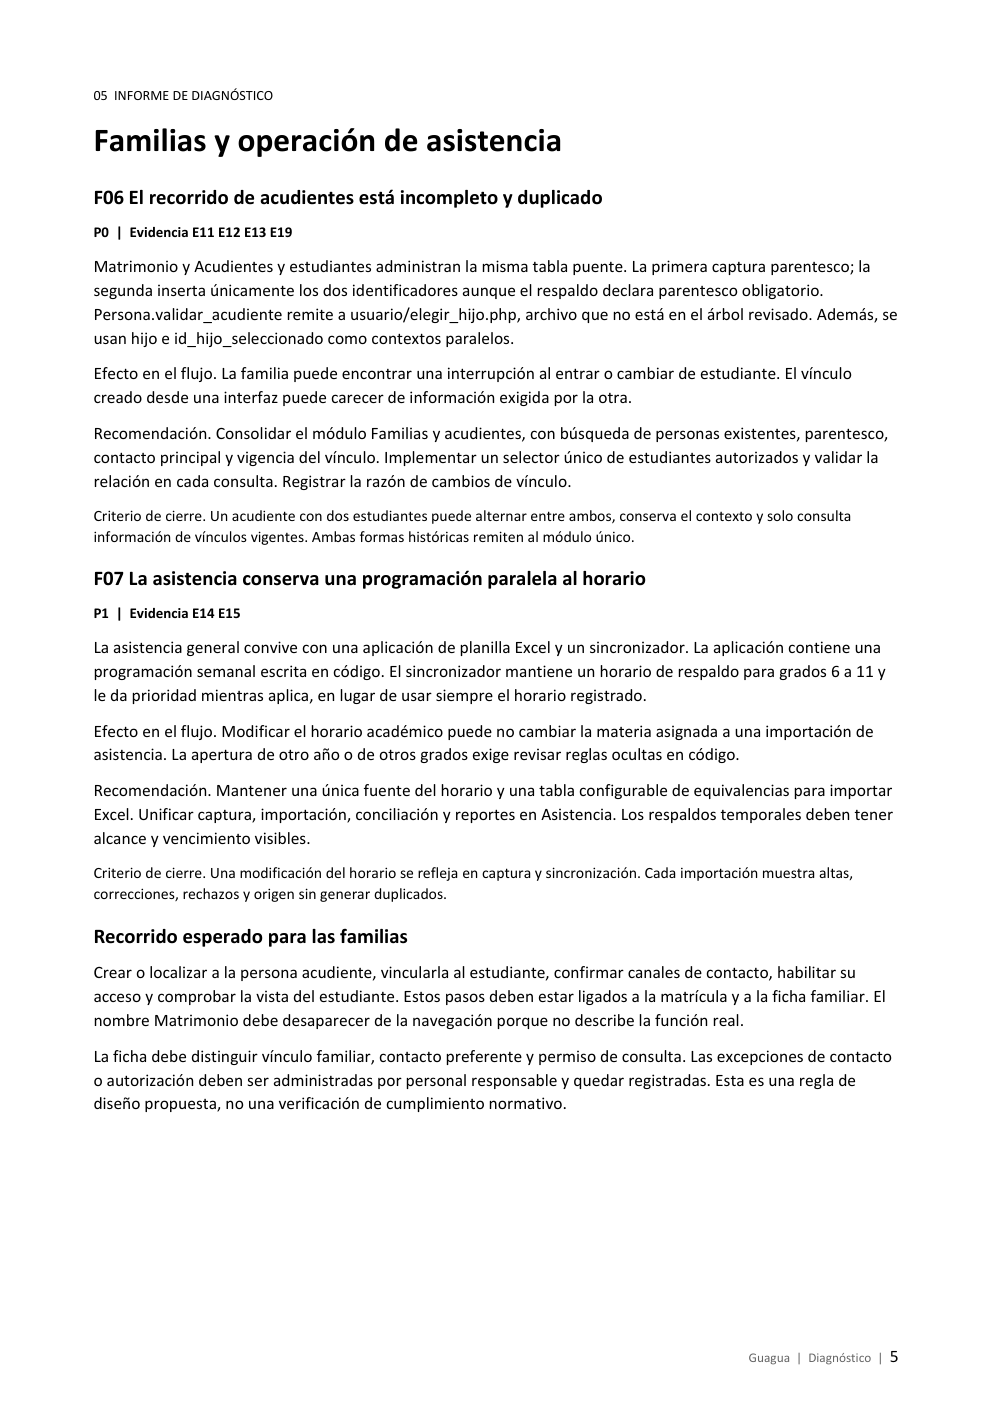 05 INFORME DE DIAGNÓSTICO
Familias y operación de asistencia
F06 El recorrido de acudientes está incompleto y duplicado
P0 | Evidencia E11 E12 E13 E19
Matrimonio y Acudientes y estudiantes administran la misma tabla puente. La primera captura parentesco; la
segunda inserta únicamente los dos identificadores aunque el respaldo declara parentesco obligatorio.
Persona.validar_acudiente remite a usuario/elegir_hijo.php, archivo que no está en el árbol revisado. Además, se
usan hijo e id_hijo_seleccionado como contextos paralelos.
Efecto en el flujo. La familia puede encontrar una interrupción al entrar o cambiar de estudiante. El vínculo
creado desde una interfaz puede carecer de información exigida por la otra.
Recomendación. Consolidar el módulo Familias y acudientes, con búsqueda de personas existentes, parentesco,
contacto principal y vigencia del vínculo. Implementar un selector único de estudiantes autorizados y validar la
relación en cada consulta. Registrar la razón de cambios de vínculo.
Criterio de cierre. Un acudiente con dos estudiantes puede alternar entre ambos, conserva el contexto y solo consulta
información de vínculos vigentes. Ambas formas históricas remiten al módulo único.
F07 La asistencia conserva una programación paralela al horario
P1 | Evidencia E14 E15
La asistencia general convive con una aplicación de planilla Excel y un sincronizador. La aplicación contiene una
programación semanal escrita en código. El sincronizador mantiene un horario de respaldo para grados 6 a 11 y
le da prioridad mientras aplica, en lugar de usar siempre el horario registrado.
Efecto en el flujo. Modificar el horario académico puede no cambiar la materia asignada a una importación de
asistencia. La apertura de otro año o de otros grados exige revisar reglas ocultas en código.
Recomendación. Mantener una única fuente del horario y una tabla configurable de equivalencias para importar
Excel. Unificar captura, importación, conciliación y reportes en Asistencia. Los respaldos temporales deben tener
alcance y vencimiento visibles.
Criterio de cierre. Una modificación del horario se refleja en captura y sincronización. Cada importación muestra altas,
correcciones, rechazos y origen sin generar duplicados.
Recorrido esperado para las familias
Crear o localizar a la persona acudiente, vincularla al estudiante, confirmar canales de contacto, habilitar su
acceso y comprobar la vista del estudiante. Estos pasos deben estar ligados a la matrícula y a la ficha familiar. El
nombre Matrimonio debe desaparecer de la navegación porque no describe la función real.
La ficha debe distinguir vínculo familiar, contacto preferente y permiso de consulta. Las excepciones de contacto
o autorización deben ser administradas por personal responsable y quedar registradas. Esta es una regla de
diseño propuesta, no una verificación de cumplimiento normativo.
Guagua | Diagnóstico | 5